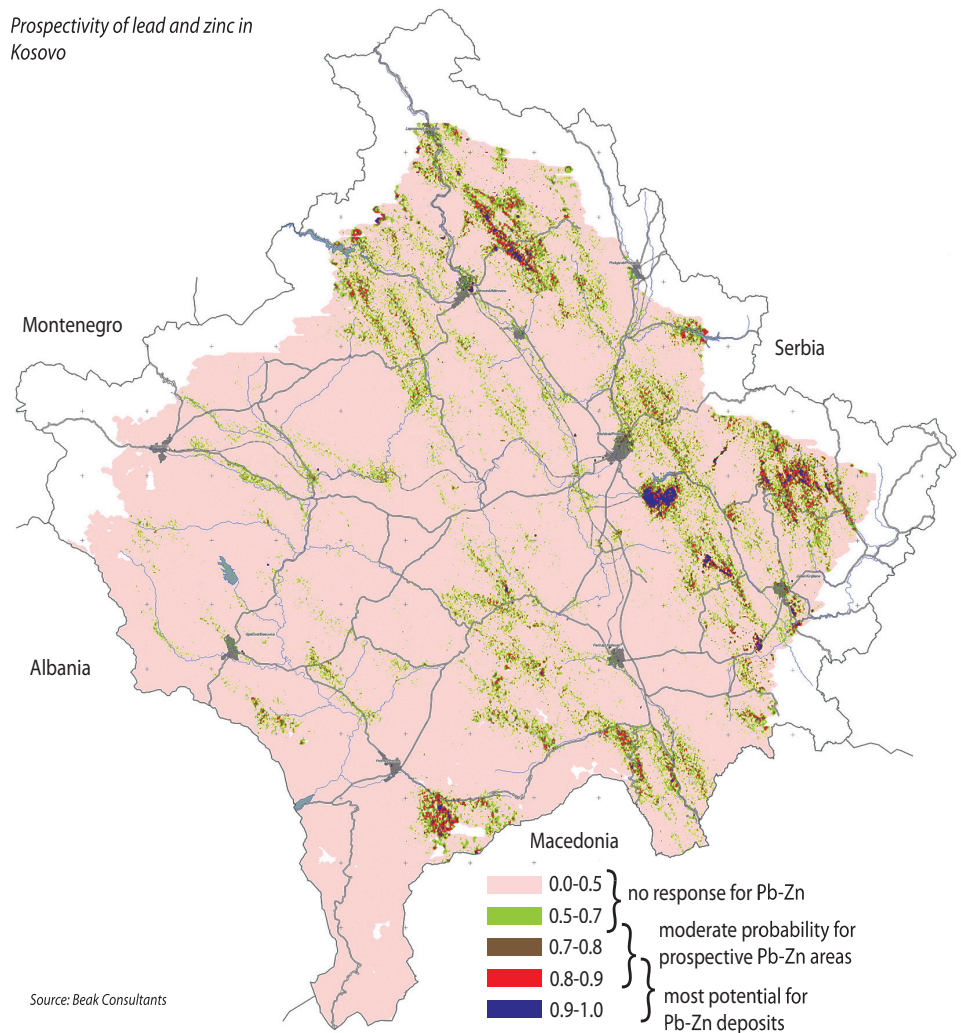 Prospectivity of lead and zinc in
Kosovo
Montenegro
Serbia
Albania
Macedonia
0.0-0.5
no response for Pb-Zn
0.5-0.7
moderate probability for
prospective Pb-Zn areas
0.7-0.8
0.8-0.9
most potential for
Pb-Zn deposits
0.9-1.0
Source: Beak Consultants